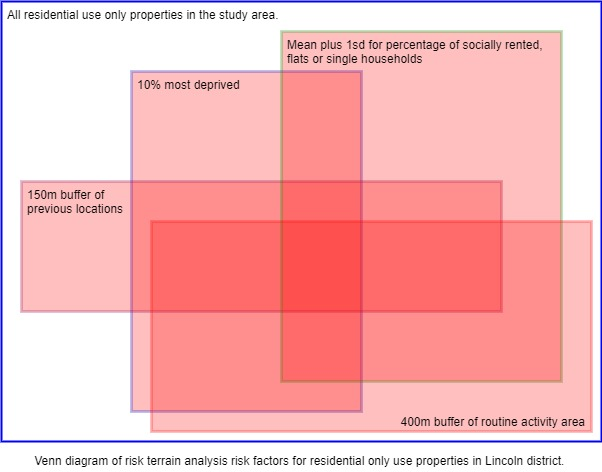 All residential use only properties in the study area.
Mean plus 1sd for percentage of socially rented,
flats or single households
10% most deprived
150m buffer of
previous locations
400m buffer of routine activity area
Venn diagram of risk terrain analysis risk factors for residential only use properties in Lincoln district.